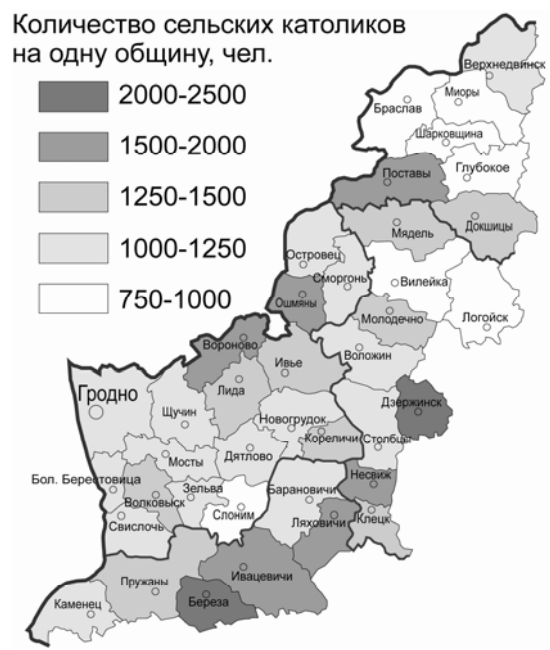 Количество сельских католиков
на одну общину, чел.
2000-2500
1500-2000
1250-1500
1000-1250
750-1000
Верхнедвинск
Миоры
Браслав
Шарковщина
Глубокое
Поставы
Докшицы
Мядель
Островец
Сморгонь
Вилейка
Ошмяны
Молодечно
Логойск
Вороново
Воложин
Ивье
Гродно
Лида
Дзержинск
Щучин
Новогрудок
Кореличи
Столбцы
Мосты
Дятлово
Бол. Берестовица
Несвиж
Зельва
Барановичи
Волковыск
Слоним
Клецк
Свислочь
Ляховичи
Пружаны
Ивацевичи
Береза
Каменец